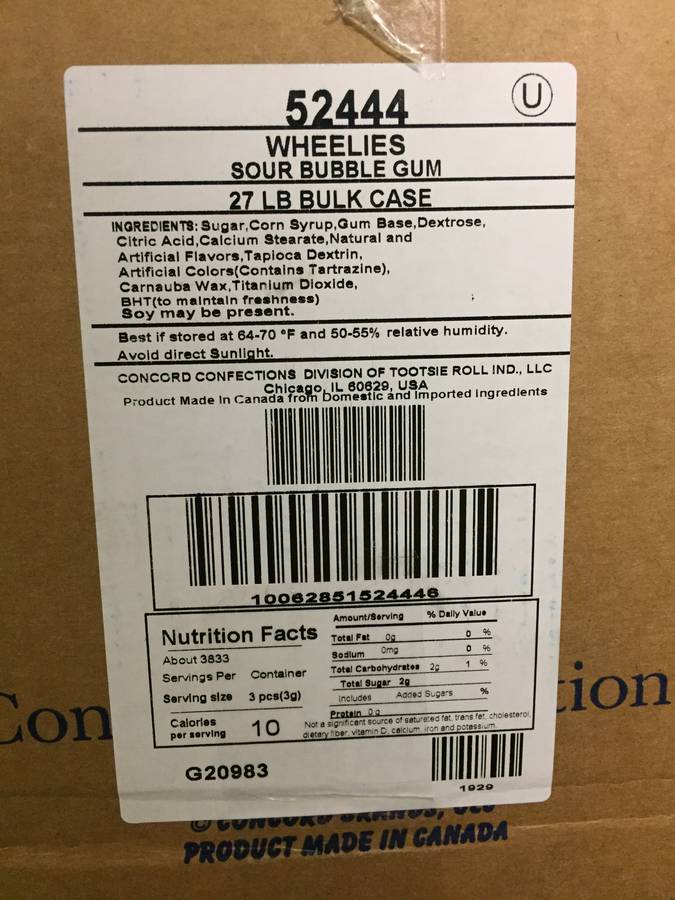 52444
U
WHEELIES
SOUR BUBBLE GUM
27 LB BULK CASE
INGREDIENTS: Sugar,Corn Syrup,Gum Base,Dextrose,
Citric Acid,Calcium Stearate,Natural and
Artificial Flavors,Tapioca Dextrin,
Artificial Colors(Contains Tartrazine),
Carnauba Wax,Titanium Dioxide,
BHT(to maintain freshness)
Soy may be present.
Best if stored at 64-70 °F and 50-55% relative humidity.
Avoid direct Sunlight.
CONCORD CONFECTIONS DIVISION OF TOOTSIE ROLL IND., LLC
Chicago, IL 60629, USA
Product Made In Canada from Domestic and Imported Ingredients
10062851524446
Nutrition Facts
About 3833
Servings Per Container
Serving size 3 pcs(3g)
Calories
per serving 10
Amount/Serving % Daily Value
Total Fat 0g 0 %
Sodium 0mg 0 %
Total Carbohydrates 2g 1 %
Total Sugar 2g
Includes Added Sugars %
Protein 0g
Not a significant source of saturated fat, trans fat, cholesterol,
dietary fiber, vitamin D, calcium, iron and potassium.
Con
tion
G20983
1929
PRODUCT MADE IN CANADA